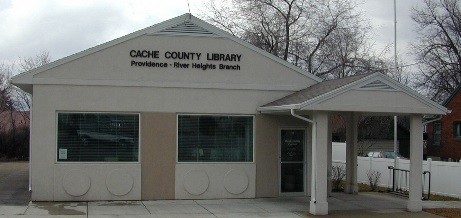 CACHE COUNTY LIBRARY
Providence - River Heights Branch